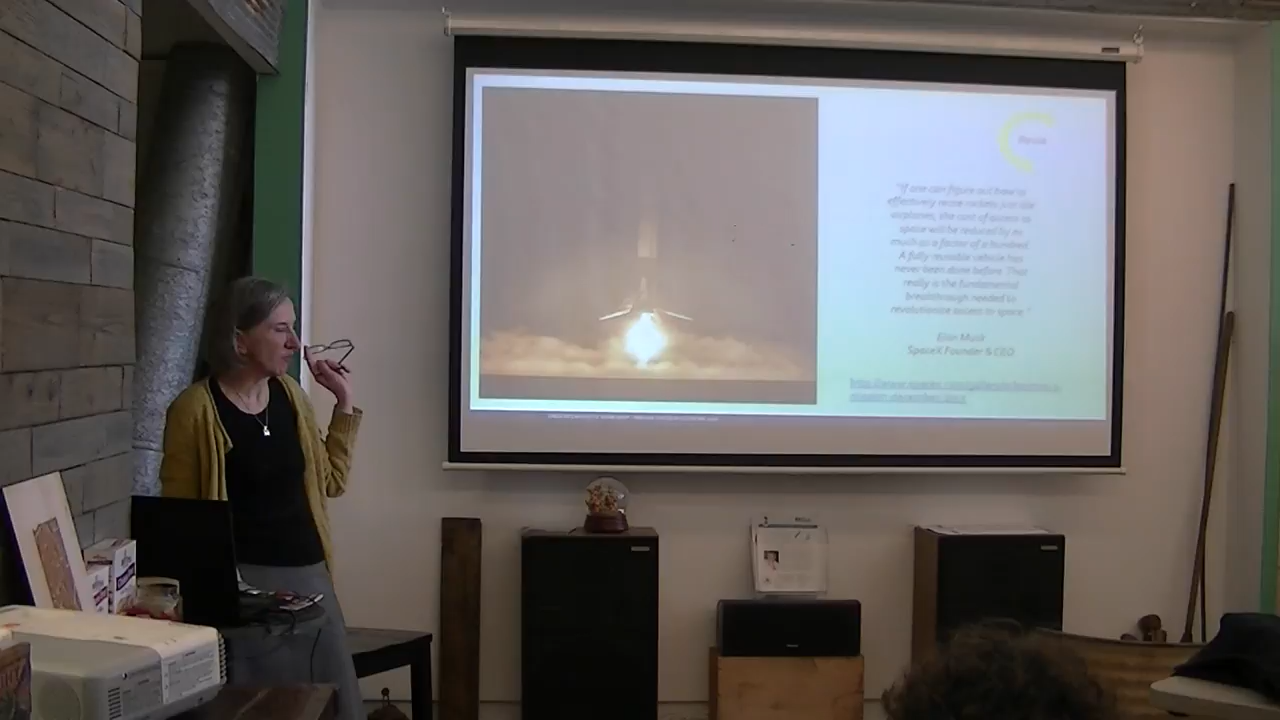 Reuse
"If one can figure out how to
effectively reuse rockets just like
airplanes, the cost of access to
space will be reduced by as
much as a factor of a hundred.
A fully reusable vehicle has
never been done before. That
really is the fundamental
breakthrough needed to
revolutionize access to space."
Elon Musk
SpaceX Founder & CEO